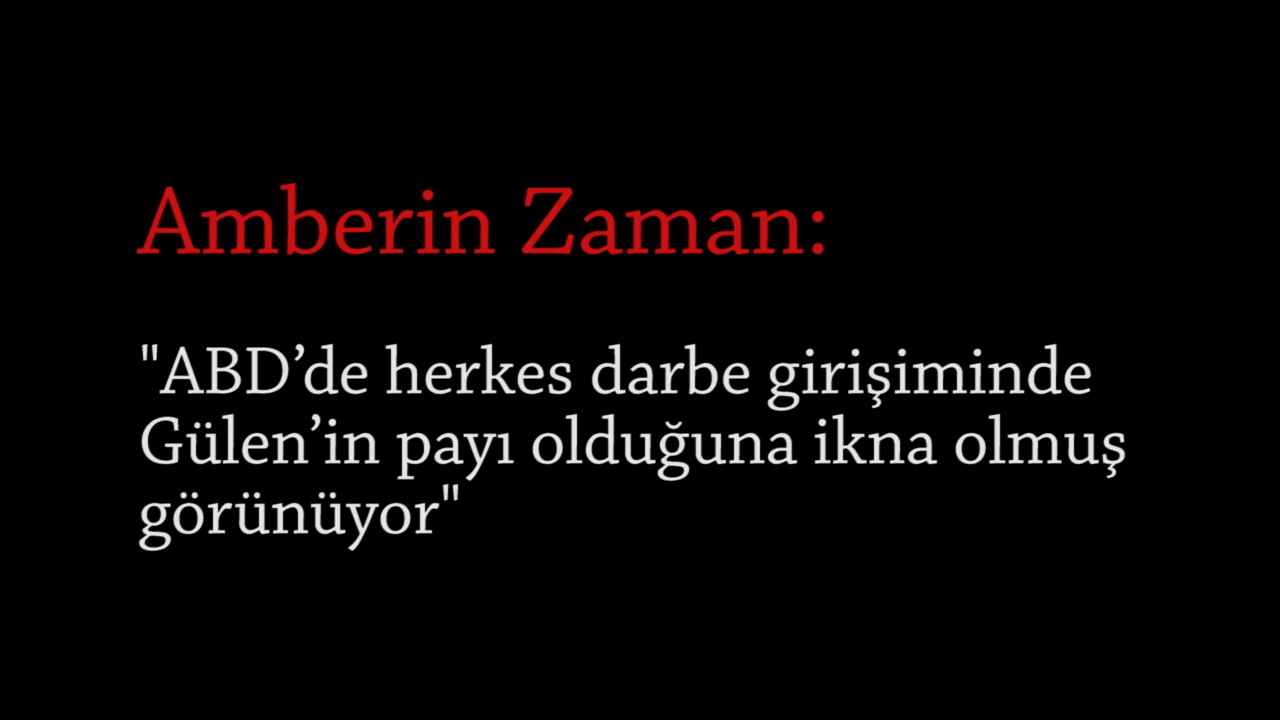 Amberin Zaman:
"ABD’de herkes darbe girişiminde
Gülen’in payı olduğuna ikna olmuş
görünüyor"